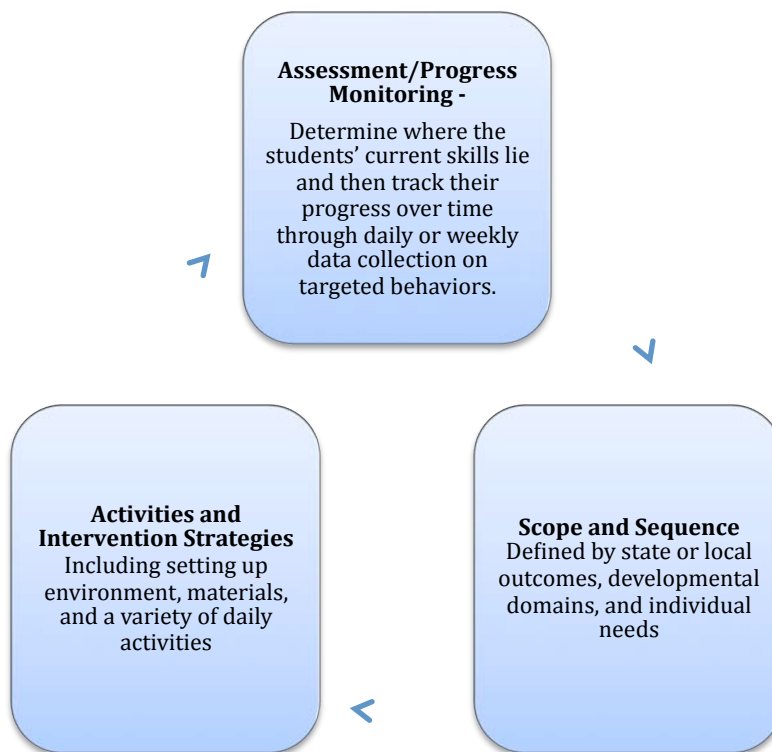 Assessment/Progress
Monitoring -
Determine where the
students’ current skills lie
and then track their
progress over time
through daily or weekly
data collection on
targeted behaviors.
Activities and
Intervention Strategies
Including setting up
environment, materials,
and a variety of daily
activities
Scope and Sequence
Defined by state or local
outcomes, developmental
domains, and individual
needs